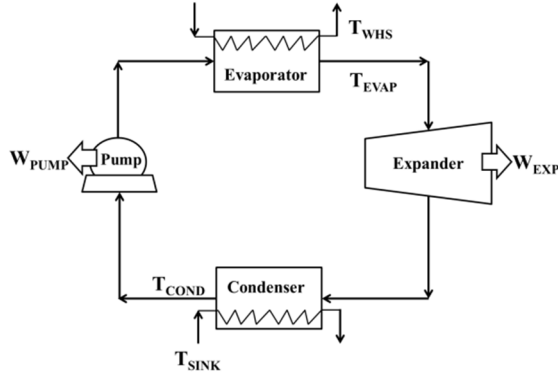 T_WHS
Evaporator
T_EVAP
W_PUMP
Pump
Expander
W_EXP
T_COND
Condenser
T_SINK